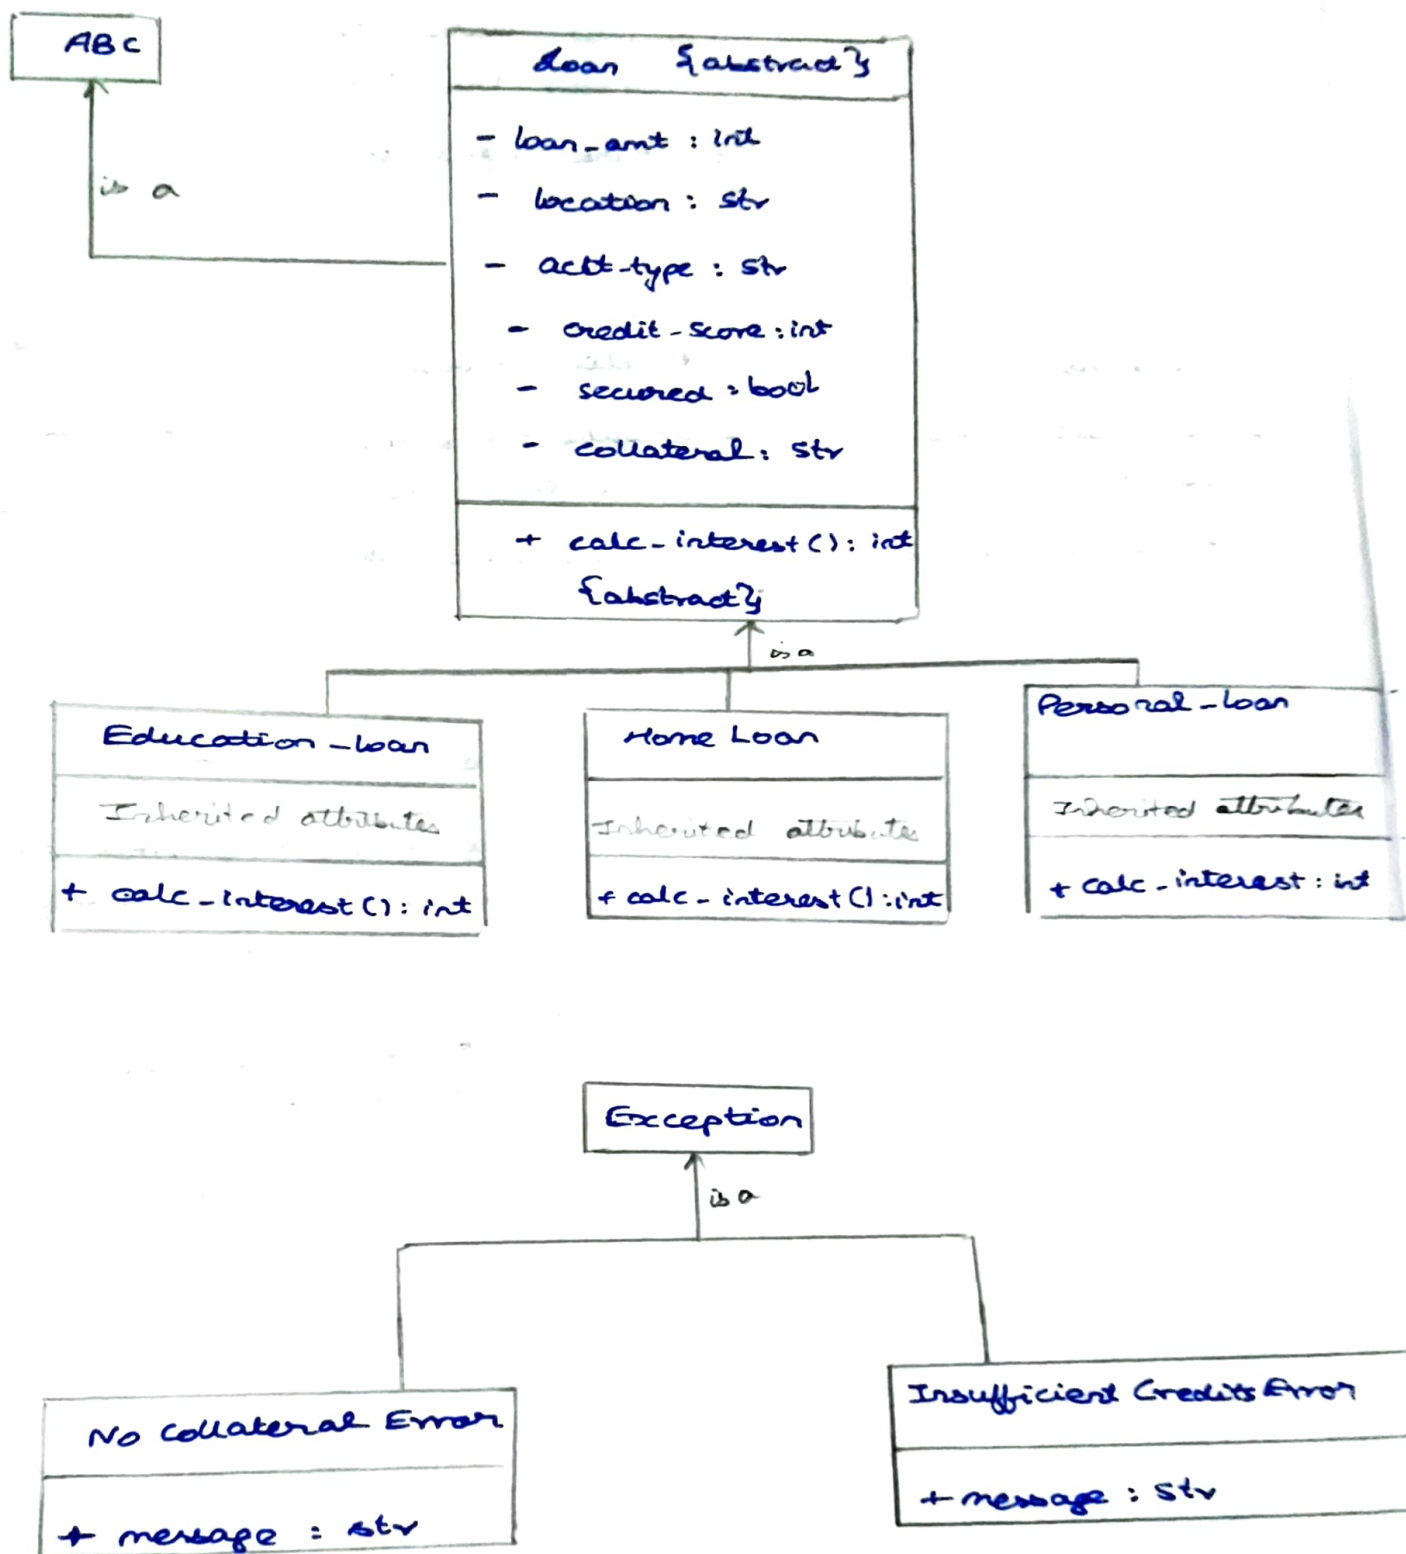 ABC
Loan {abstract}
- loan_amt : int
- location : str
- acct-type : str
- credit-score : int
- secured : bool
- collateral : str
+ calc-interest() : int
{abstract}
is a
is a
Education-loan
Inherited attributes
+ calc-interest() : int
Home Loan
Inherited attributes
+ calc-interest() : int
Personal-loan
Inherited attributes
+ calc-interest : int
Exception
is a
No Collateral Error
+ message : str
Insufficient Credits Error
+ message : str